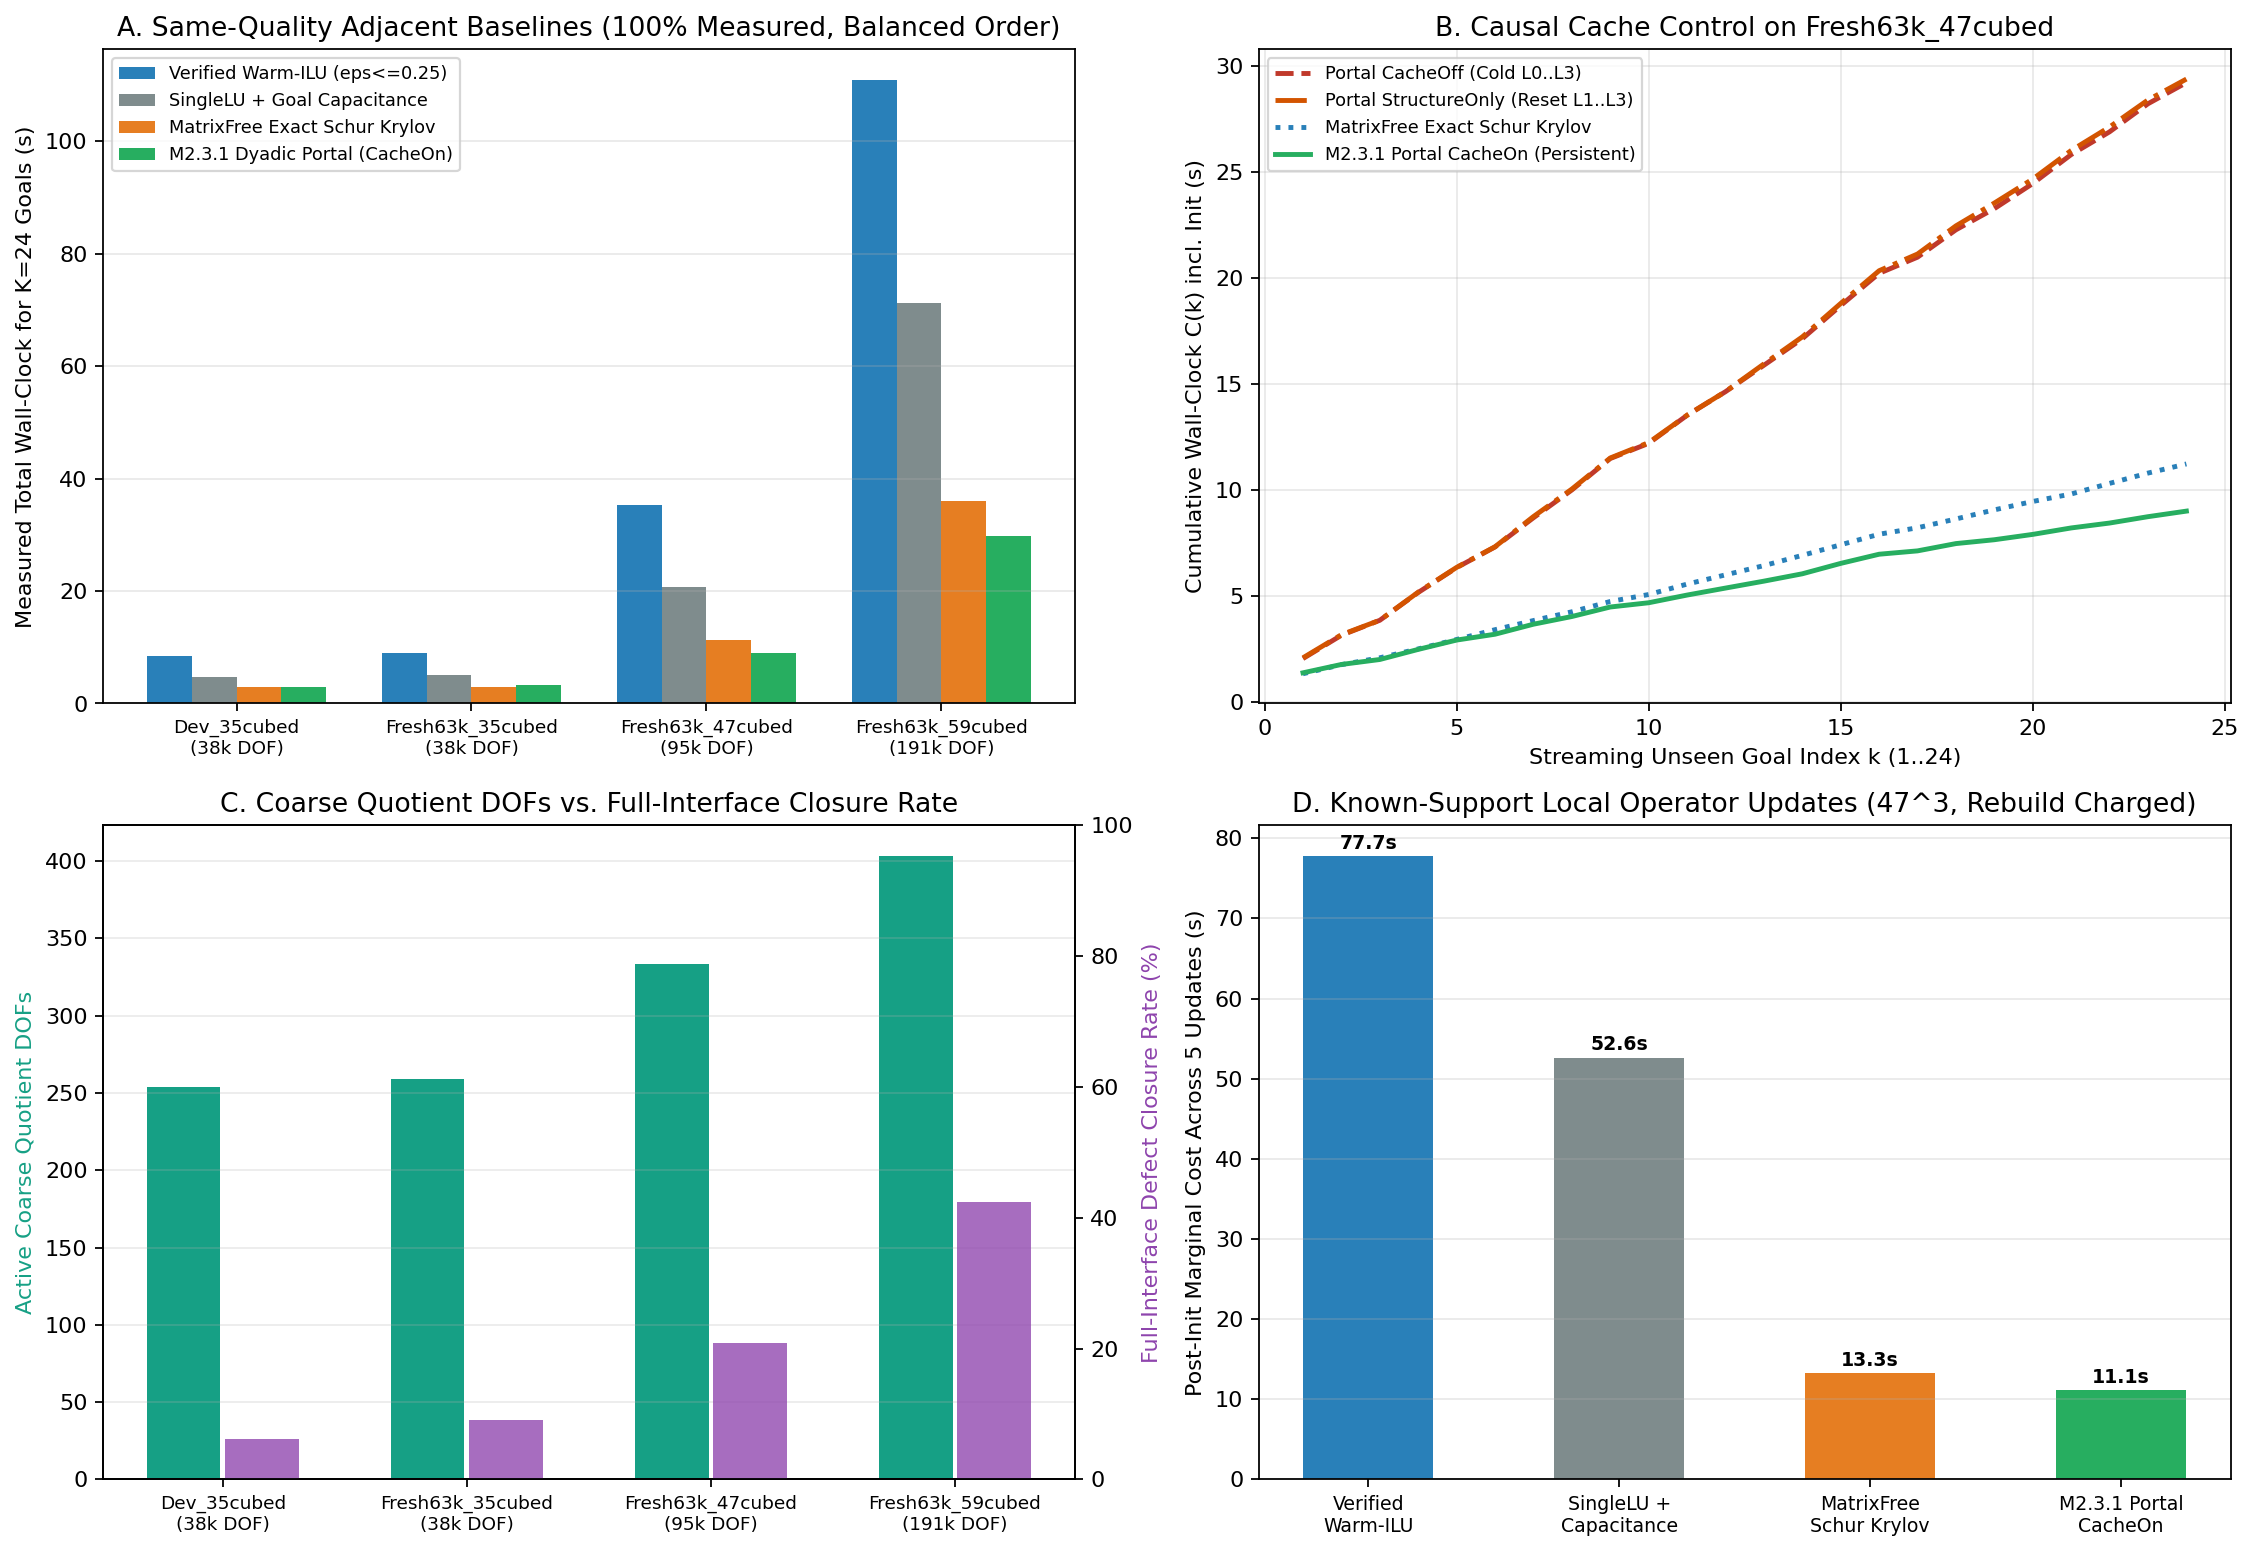 A. Same-Quality Adjacent Baselines (100% Measured, Balanced Order)
Measured Total Wall-Clock for K=24 Goals (s)
Verified Warm-ILU (eps<=0.25)
SingleLU + Goal Capacitance
MatrixFree Exact Schur Krylov
M2.3.1 Dyadic Portal (CacheOn)
100
80
60
40
20
0
Dev_35cubed
(38k DOF)
Fresh63k_35cubed
(38k DOF)
Fresh63k_47cubed
(95k DOF)
Fresh63k_59cubed
(191k DOF)
B. Causal Cache Control on Fresh63k_47cubed
Cumulative Wall-Clock C(k) incl. Init (s)
Portal CacheOff (Cold L0..L3)
Portal StructureOnly (Reset L1..L3)
MatrixFree Exact Schur Krylov
M2.3.1 Portal CacheOn (Persistent)
30
25
20
15
10
5
0
0
5
10
15
20
25
Streaming Unseen Goal Index k (1..24)
C. Coarse Quotient DOFs vs. Full-Interface Closure Rate
Active Coarse Quotient DOFs
400
350
300
250
200
150
100
50
0
100
80
60
40
20
0
Full-Interface Defect Closure Rate (%)
Dev_35cubed
(38k DOF)
Fresh63k_35cubed
(38k DOF)
Fresh63k_47cubed
(95k DOF)
Fresh63k_59cubed
(191k DOF)
D. Known-Support Local Operator Updates (47^3, Rebuild Charged)
Post-Init Marginal Cost Across 5 Updates (s)
80
70
60
50
40
30
20
10
0
77.7s
52.6s
13.3s
11.1s
Verified
Warm-ILU
SingleLU +
Capacitance
MatrixFree
Schur Krylov
M2.3.1 Portal
CacheOn